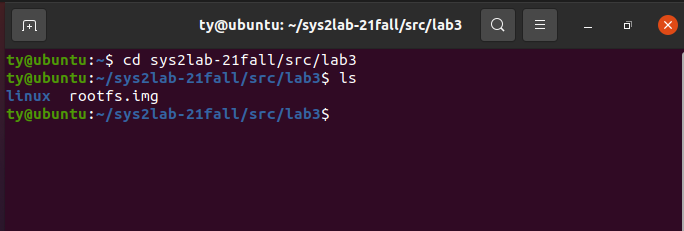 ty@ubuntu: ~/sys2lab-21fall/src/lab3
ty@ubuntu:~$ cd sys2lab-21fall/src/lab3
ty@ubuntu:~/sys2lab-21fall/src/lab3$ ls
linux  rootfs.img
ty@ubuntu:~/sys2lab-21fall/src/lab3$